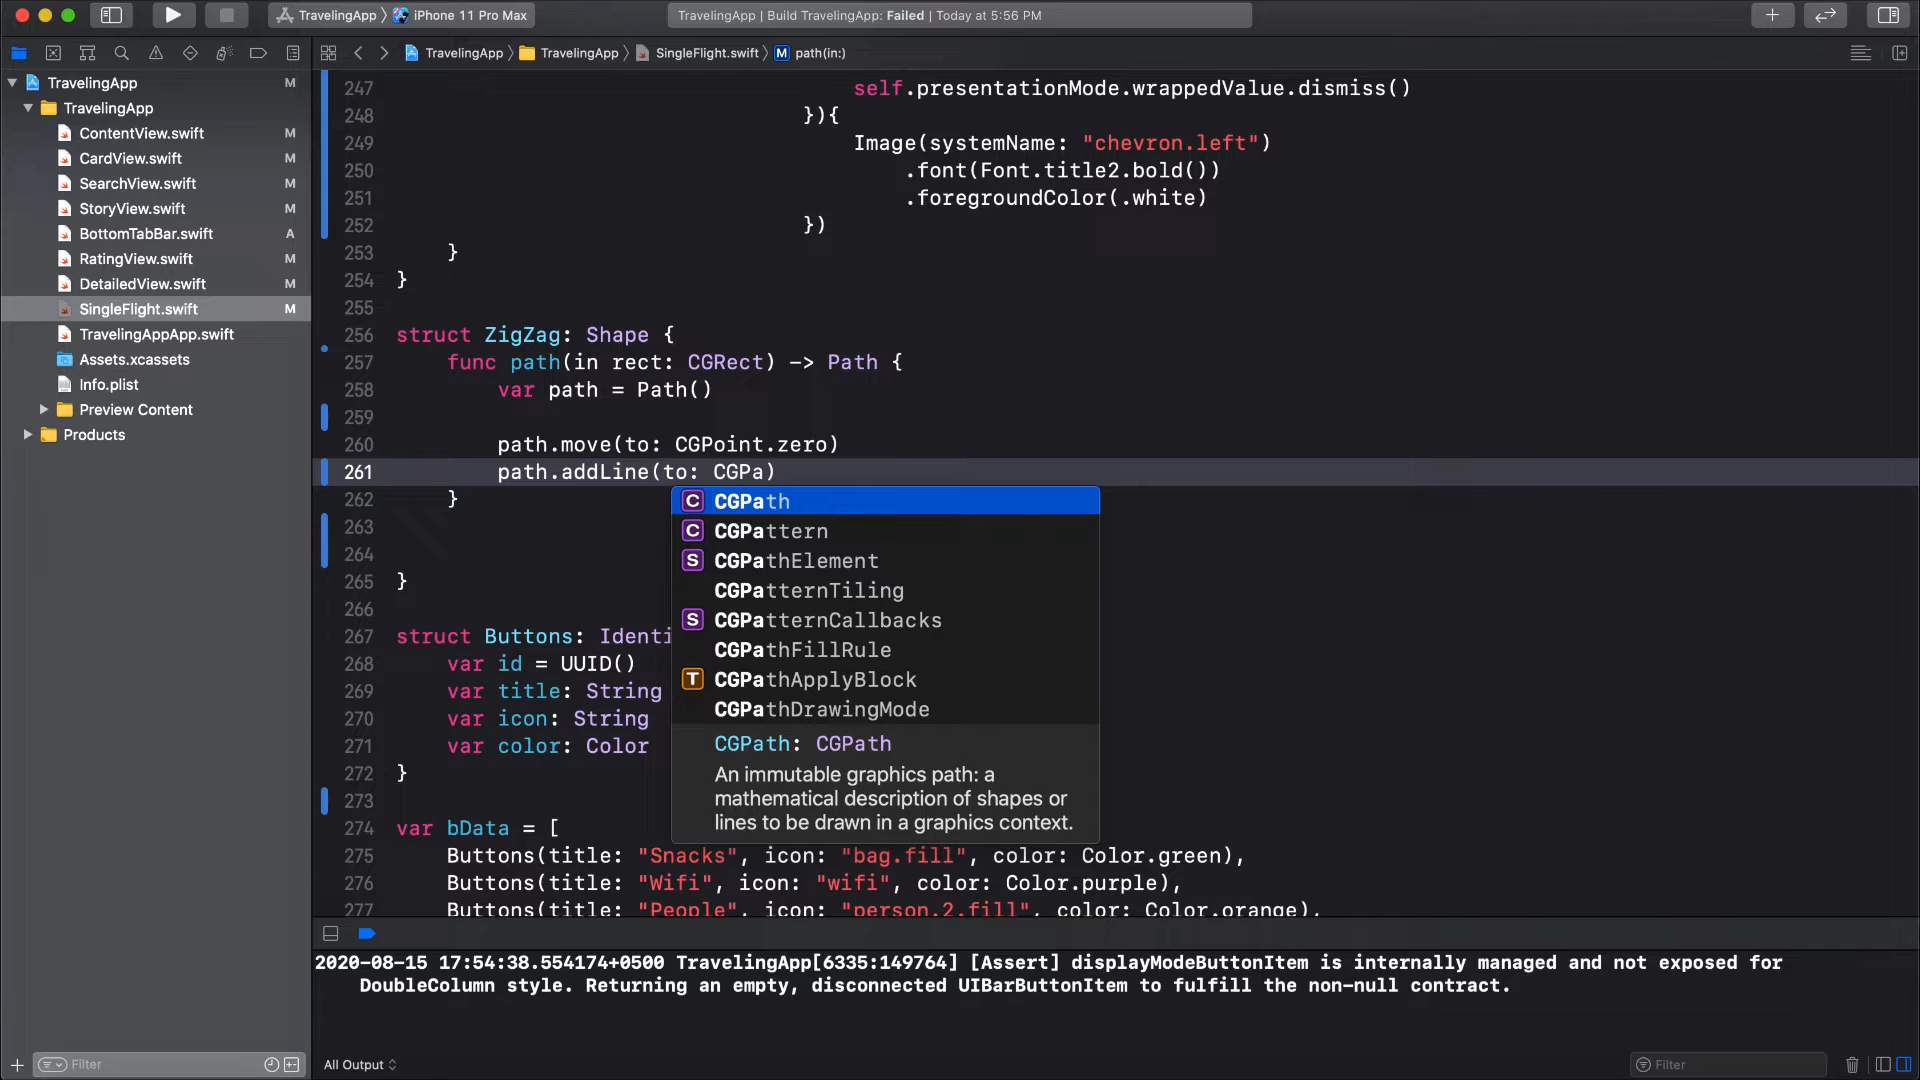 TravelingApp 〉 iPhone 11 Pro Max
TravelingApp | Build TravelingApp: Failed | Today at 5:56 PM
TravelingApp 〉 TravelingApp 〉 SingleFlight.swift 〉 M path(in:)
TravelingApp M
TravelingApp
ContentView.swift M
CardView.swift M
SearchView.swift M
StoryView.swift M
BottomTabBar.swift A
RatingView.swift M
DetailedView.swift M
SingleFlight.swift M
TravelingAppApp.swift
Assets.xcassets
Info.plist
Preview Content
Products
Filter
247 self.presentationMode.wrappedValue.dismiss()
248 }){
249 Image(systemName: "chevron.left")
250 .font(Font.title2.bold())
251 .foregroundColor(.white)
252 })
253 }
254 }
255
256 struct ZigZag: Shape {
257 func path(in rect: CGRect) -> Path {
258 var path = Path()
259
260 path.move(to: CGPoint.zero)
261 path.addLine(to: CGPa)
262 }
263
264
265 }
266
267 struct Buttons: Identi
268 var id = UUID()
269 var title: String
270 var icon: String
271 var color: Color
272 }
273
274 var bData = [
275 Buttons(title: "Snacks", icon: "bag.fill", color: Color.green),
276 Buttons(title: "Wifi", icon: "wifi", color: Color.purple),
277 Buttons(title: "People", icon: "person.2.fill", color: Color.orange),
C CGPath
C CGPattern
S CGPathElement
CGPatternTiling
S CGPatternCallbacks
CGPathFillRule
T CGPathApplyBlock
CGPathDrawingMode
CGPath: CGPath
An immutable graphics path: a
mathematical description of shapes or
lines to be drawn in a graphics context.
2020-08-15 17:54:38.554174+0500 TravelingApp[6335:149764] [Assert] displayModeButtonItem is internally managed and not exposed for
DoubleColumn style. Returning an empty, disconnected UIBarButtonItem to fulfill the non-null contract.
All Output
Filter